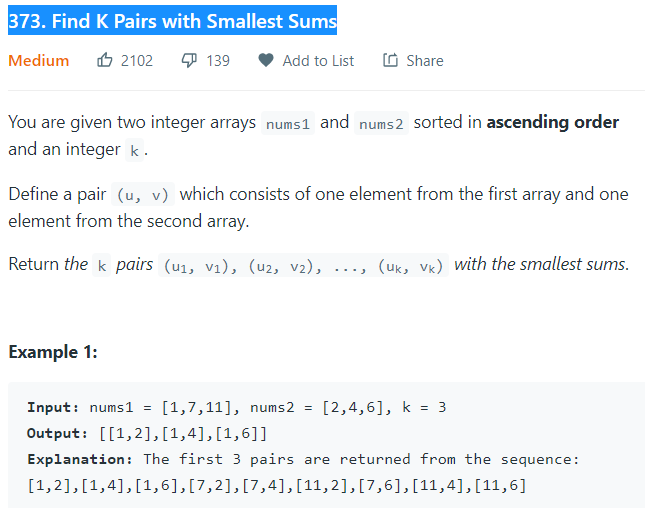 373. Find K Pairs with Smallest Sums
Medium 2102 139 Add to List Share
You are given two integer arrays nums1 and nums2 sorted in ascending order
and an integer k .
Define a pair (u, v) which consists of one element from the first array and one
element from the second array.
Return the k pairs (u₁, v₁), (u₂, v₂), ..., (uₖ, vₖ) with the smallest sums.
Example 1:
Input: nums1 = [1,7,11], nums2 = [2,4,6], k = 3
Output: [[1,2],[1,4],[1,6]]
Explanation: The first 3 pairs are returned from the sequence:
[1,2],[1,4],[1,6],[7,2],[7,4],[11,2],[7,6],[11,4],[11,6]